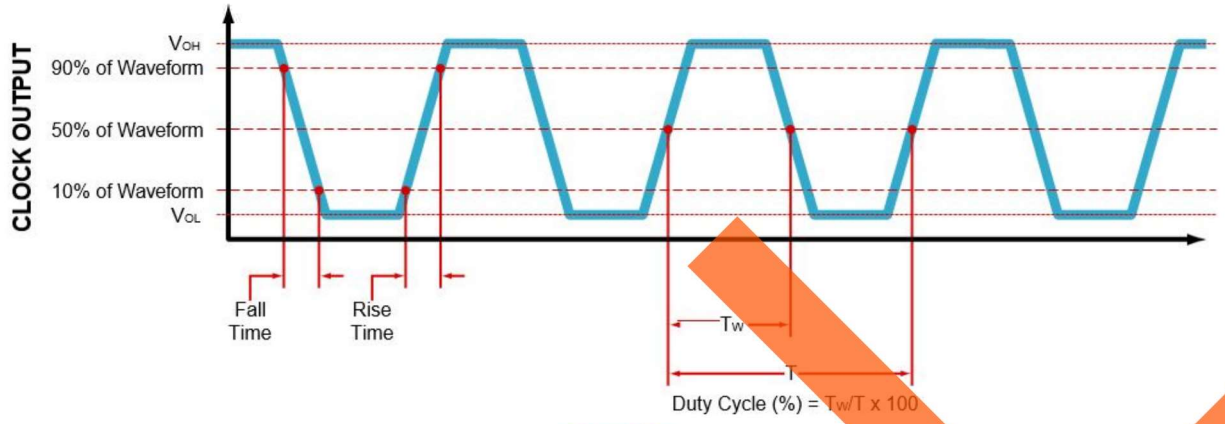 CLOCK OUTPUT
VOH
90% of Waveform
50% of Waveform
10% of Waveform
VOL
Fall
Time
Rise
Time
TW
T
Duty Cycle (%) = TW/T x 100